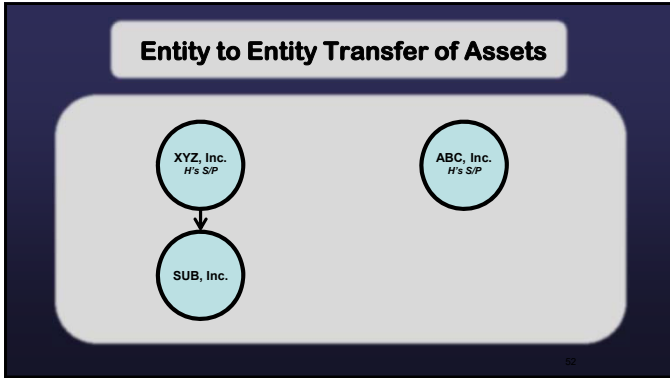 Entity to Entity Transfer of Assets
XYZ, Inc.
H's S/P
ABC, Inc.
H's S/P
SUB, Inc.
52